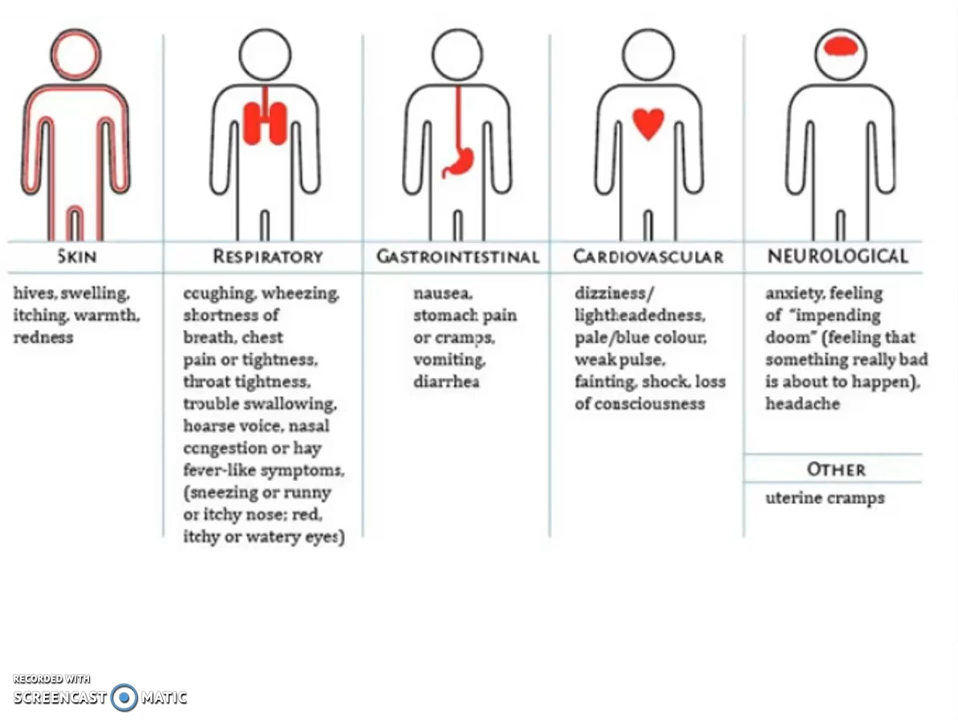 SKIN
hives, swelling,
itching, warmth,
redness
RESPIRATORY
coughing, wheezing,
shortness of
breath, chest
pain or tightness,
throat tightness,
trouble swallowing,
hoarse voice, nasal
congestion or hay
fever-like symptoms,
(sneezing or runny
or itchy nose; red,
itchy or watery eyes)
GASTROINTESTINAL
nausea,
stomach pain
or cramps,
vomiting,
diarrhea
CARDIOVASCULAR
dizziness/
lightheadedness,
pale/blue colour,
weak pulse,
fainting, shock, loss
of consciousness
NEUROLOGICAL
anxiety, feeling
of "impending
doom" (feeling that
something really bad
is about to happen),
headache
OTHER
uterine cramps
RECORDED WITH
SCREENCAST MATIC